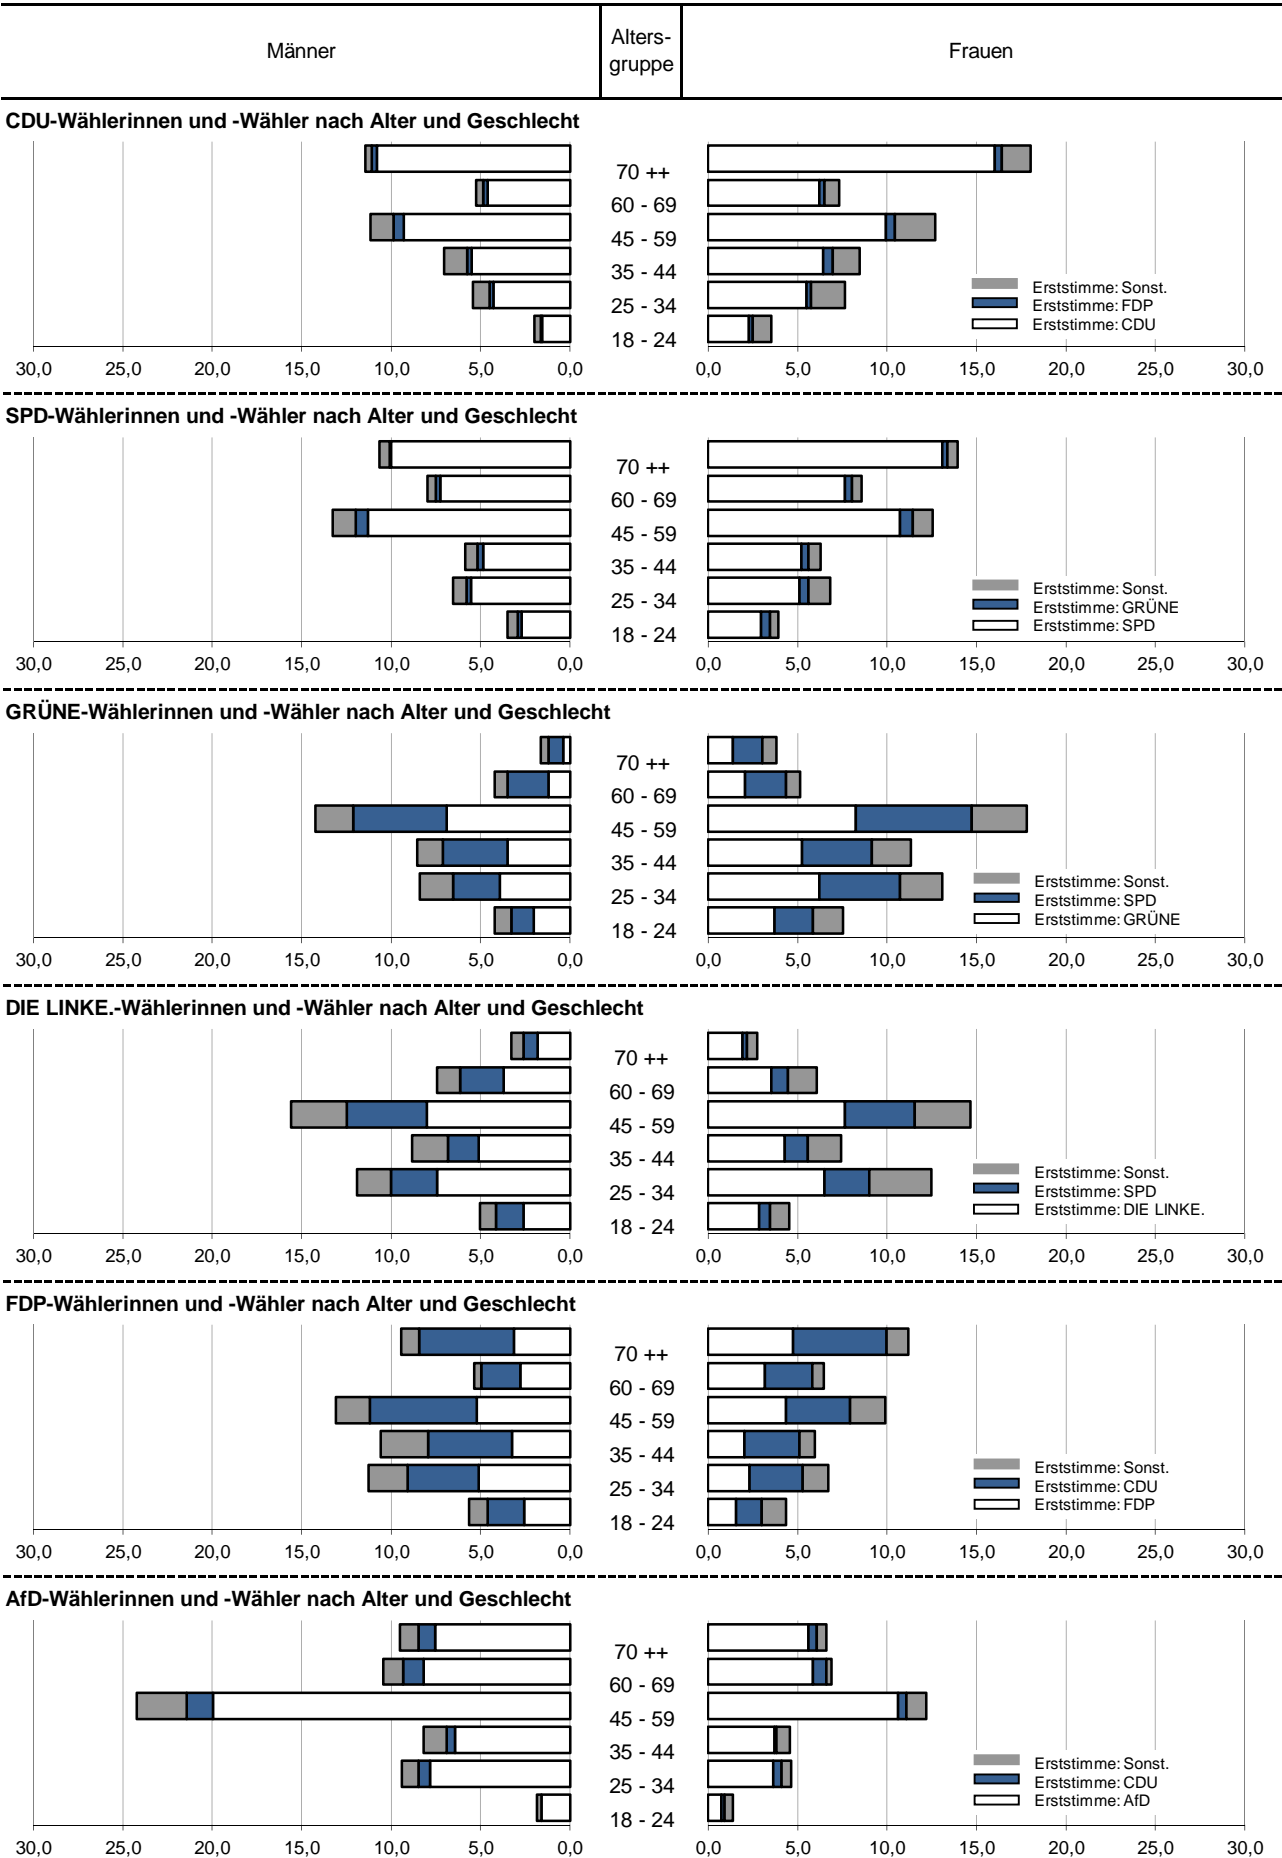 Männer
Alters-
gruppe
Frauen
CDU-Wählerinnen und -Wähler nach Alter und Geschlecht
70 ++
60 - 69
45 - 59
35 - 44
25 - 34
18 - 24
Erststimme: Sonst.
Erststimme: FDP
Erststimme: CDU
30,0 25,0 20,0 15,0 10,0 5,0 0,0 0,0 5,0 10,0 15,0 20,0 25,0 30,0
SPD-Wählerinnen und -Wähler nach Alter und Geschlecht
70 ++
60 - 69
45 - 59
35 - 44
25 - 34
18 - 24
Erststimme: Sonst.
Erststimme: GRÜNE
Erststimme: SPD
30,0 25,0 20,0 15,0 10,0 5,0 0,0 0,0 5,0 10,0 15,0 20,0 25,0 30,0
GRÜNE-Wählerinnen und -Wähler nach Alter und Geschlecht
70 ++
60 - 69
45 - 59
35 - 44
25 - 34
18 - 24
Erststimme: Sonst.
Erststimme: SPD
Erststimme: GRÜNE
30,0 25,0 20,0 15,0 10,0 5,0 0,0 0,0 5,0 10,0 15,0 20,0 25,0 30,0
DIE LINKE.-Wählerinnen und -Wähler nach Alter und Geschlecht
70 ++
60 - 69
45 - 59
35 - 44
25 - 34
18 - 24
Erststimme: Sonst.
Erststimme: SPD
Erststimme: DIE LINKE.
30,0 25,0 20,0 15,0 10,0 5,0 0,0 0,0 5,0 10,0 15,0 20,0 25,0 30,0
FDP-Wählerinnen und -Wähler nach Alter und Geschlecht
70 ++
60 - 69
45 - 59
35 - 44
25 - 34
18 - 24
Erststimme: Sonst.
Erststimme: CDU
Erststimme: FDP
30,0 25,0 20,0 15,0 10,0 5,0 0,0 0,0 5,0 10,0 15,0 20,0 25,0 30,0
AfD-Wählerinnen und -Wähler nach Alter und Geschlecht
70 ++
60 - 69
45 - 59
35 - 44
25 - 34
18 - 24
Erststimme: Sonst.
Erststimme: CDU
Erststimme: AfD
30,0 25,0 20,0 15,0 10,0 5,0 0,0 0,0 5,0 10,0 15,0 20,0 25,0 30,0